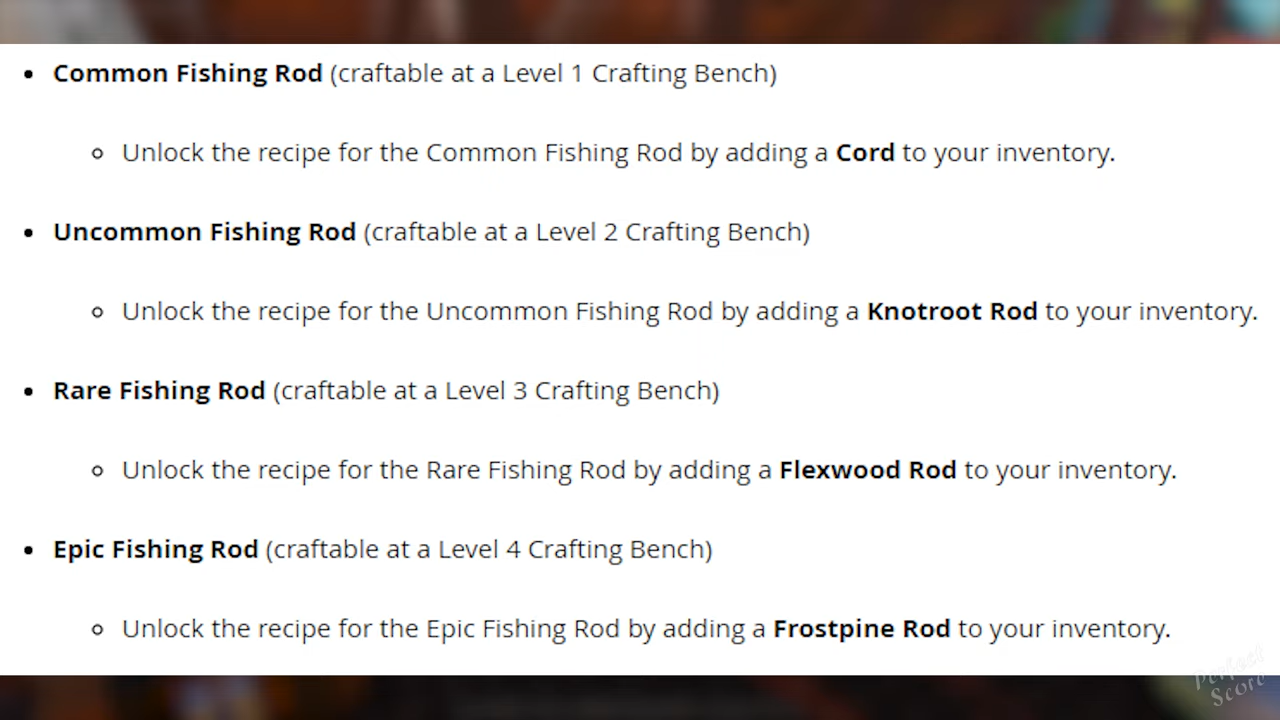 Common Fishing Rod (craftable at a Level 1 Crafting Bench)
Unlock the recipe for the Common Fishing Rod by adding a Cord to your inventory.
Uncommon Fishing Rod (craftable at a Level 2 Crafting Bench)
Unlock the recipe for the Uncommon Fishing Rod by adding a Knotroot Rod to your inventory.
Rare Fishing Rod (craftable at a Level 3 Crafting Bench)
Unlock the recipe for the Rare Fishing Rod by adding a Flexwood Rod to your inventory.
Epic Fishing Rod (craftable at a Level 4 Crafting Bench)
Unlock the recipe for the Epic Fishing Rod by adding a Frostpine Rod to your inventory.
Perfect
Score